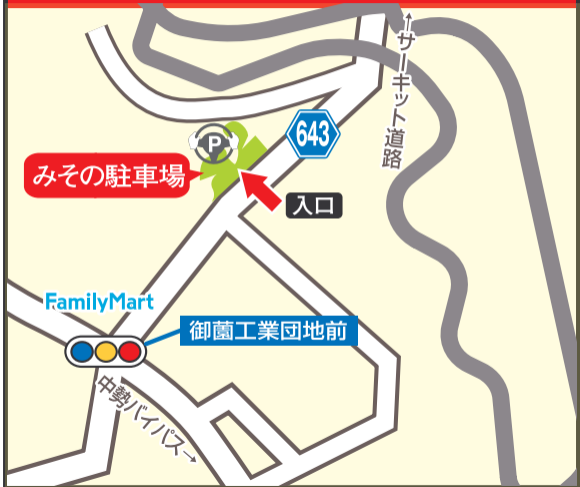 ←サーキット道路
643
P
みその駐車場
入口
FamilyMart
御薗工業団地前
中勢バイパス→